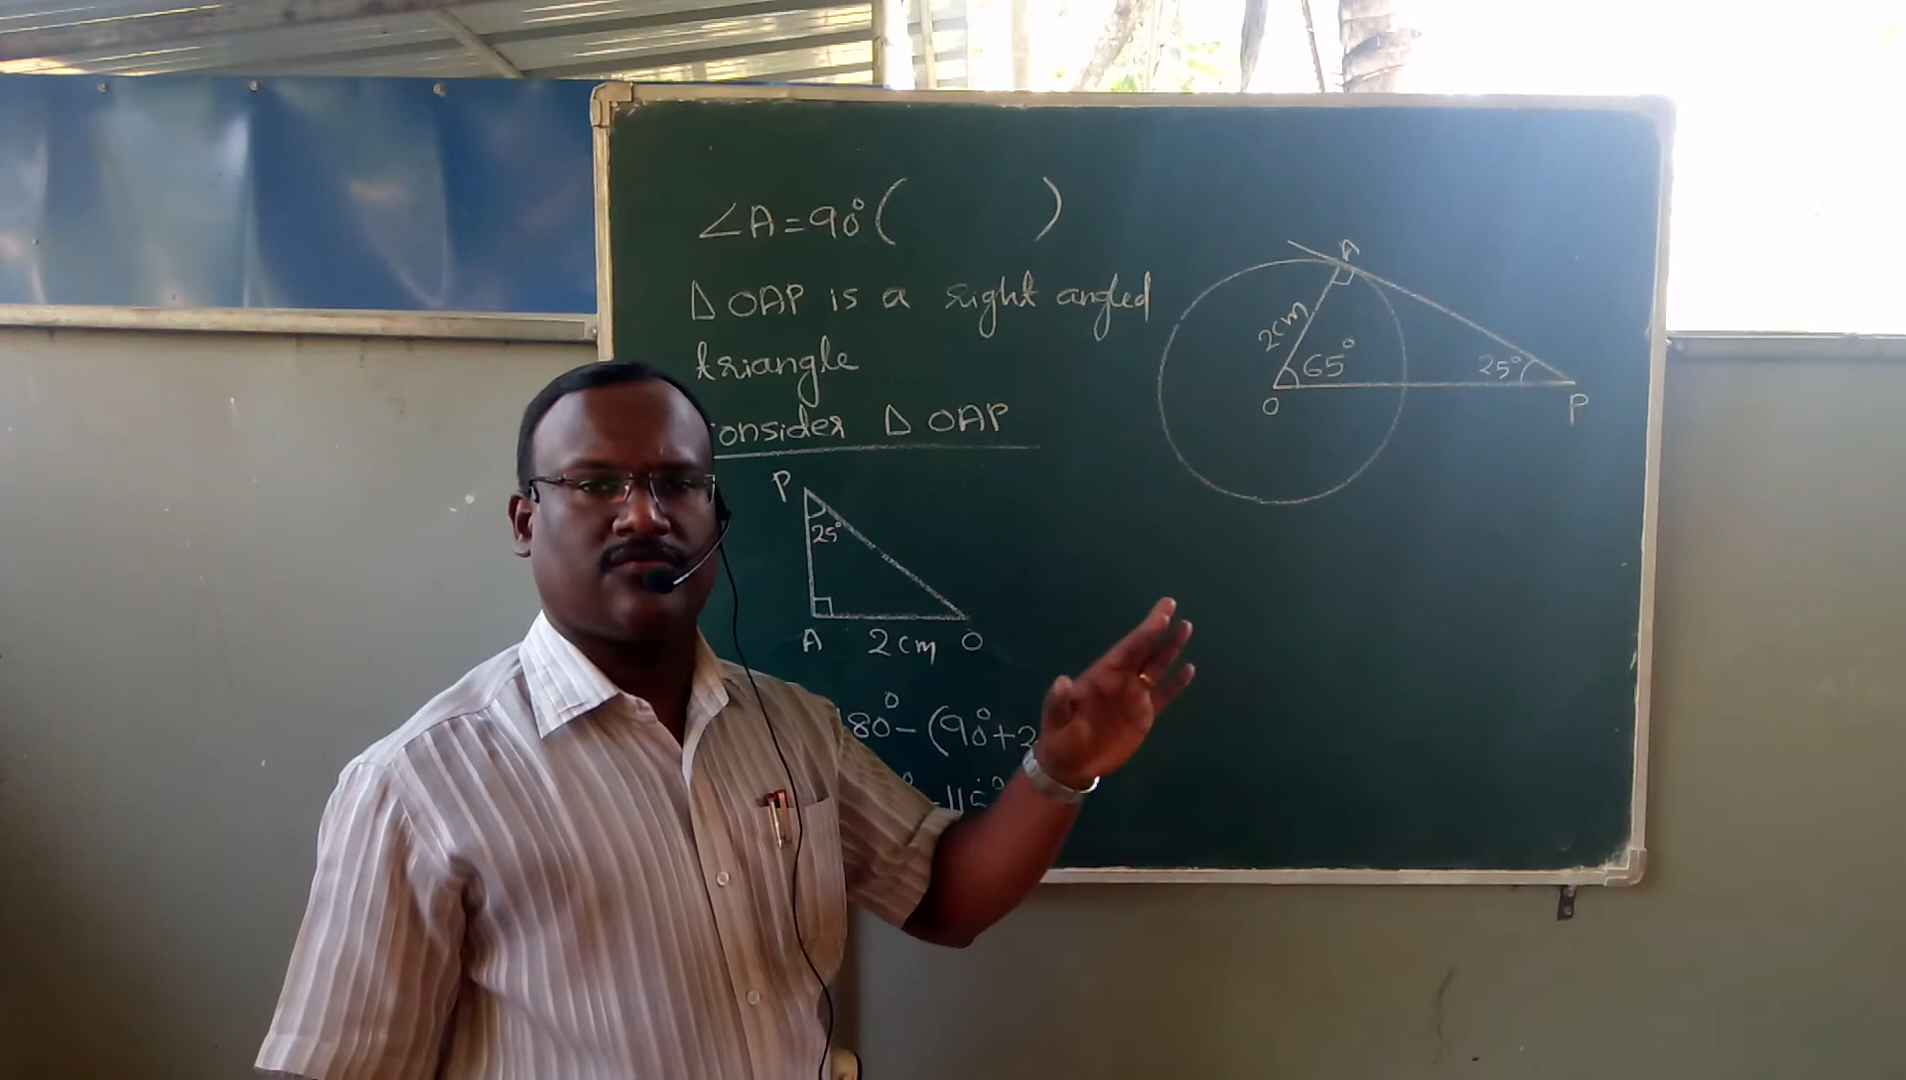 ∠A=90°( )
Δ OAP is a right angled
triangle
onsider Δ OAP
P
25°
A 2cm O
80°-(90°+2
°-115°
A
2cm
65°
25°
O
P